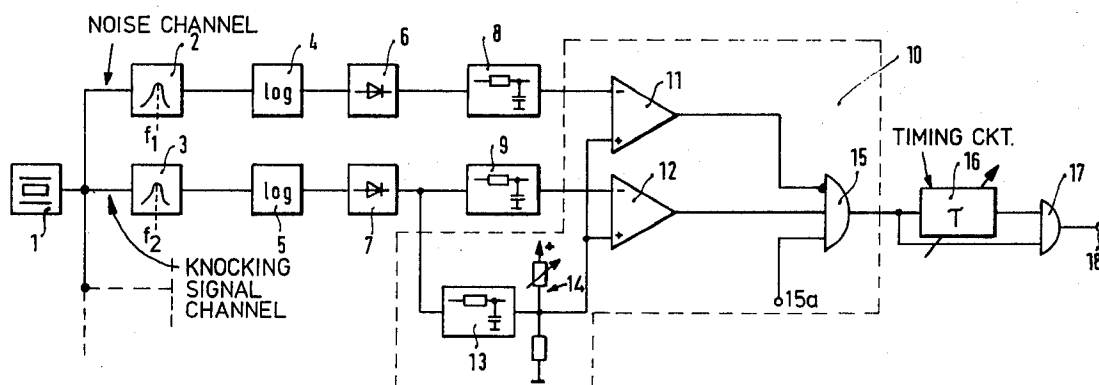 NOISE CHANNEL
2
4
6
8
10
log
11
f1
3
9
TIMING CKT.
15
16
17
log
12
T
1
f2
5
7
+
14
18
KNOCKING
SIGNAL
CHANNEL
13
15a
-
+
-
+